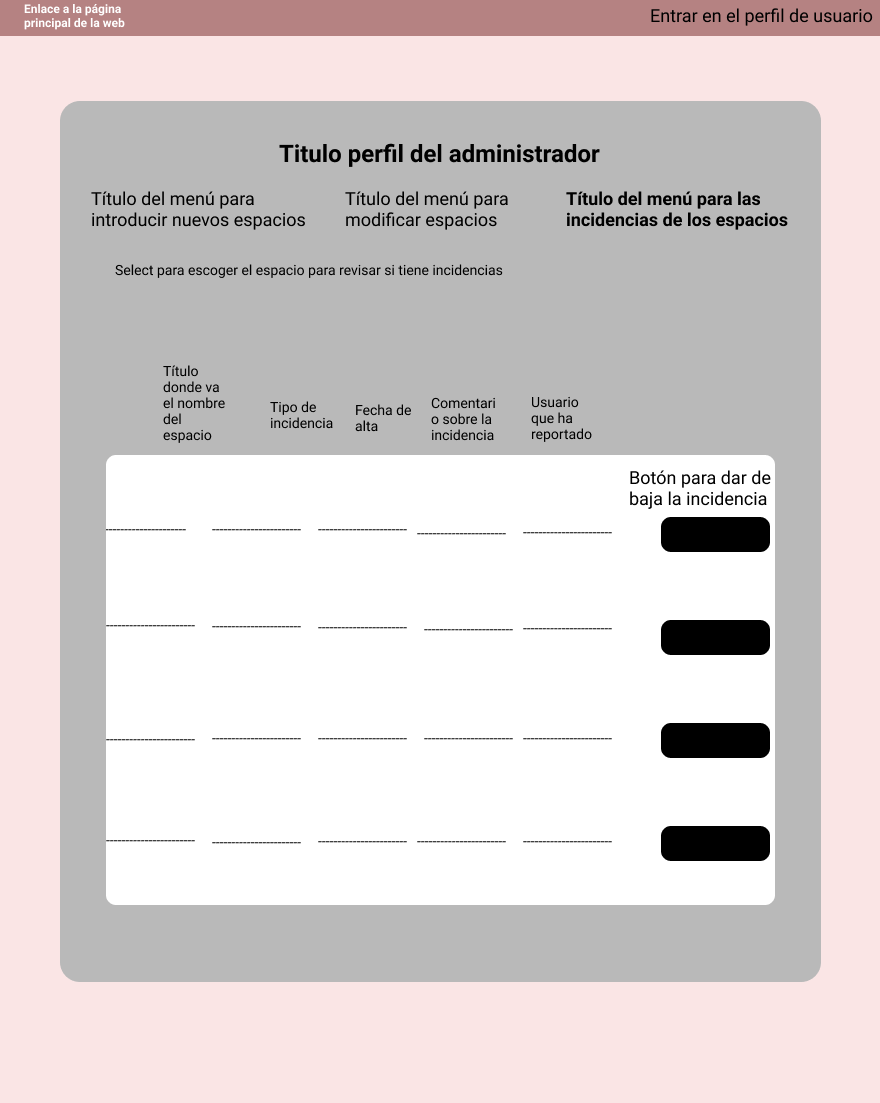 Enlace a la página
principal de la web
Entrar en el perfil de usuario
Titulo perfil del administrador
Título del menú para
introducir nuevos espacios
Título del menú para
modificar espacios
Título del menú para las
incidencias de los espacios
Select para escoger el espacio para revisar si tiene incidencias
Título
donde va
el nombre
del
espacio
Tipo de
incidencia
Fecha de
alta
Comentari
o sobre la
incidencia
Usuario
que ha
reportado
Botón para dar de
baja la incidencia